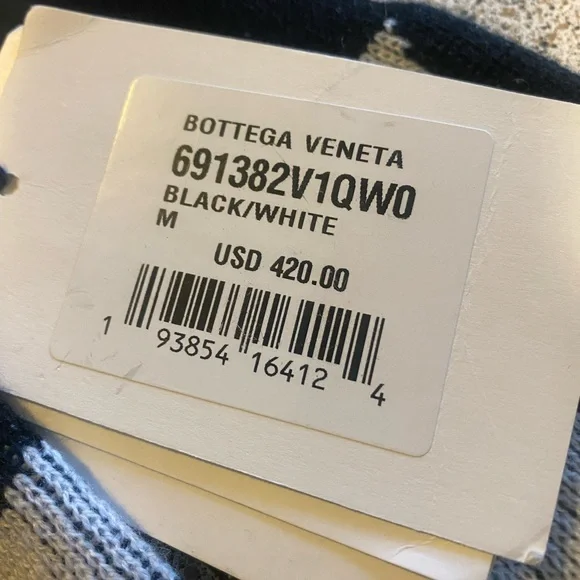 BOTTEGA VENETA
691382V1QW0
BLACK/WHITE
M
USD 420.00
1 93854 16412 4